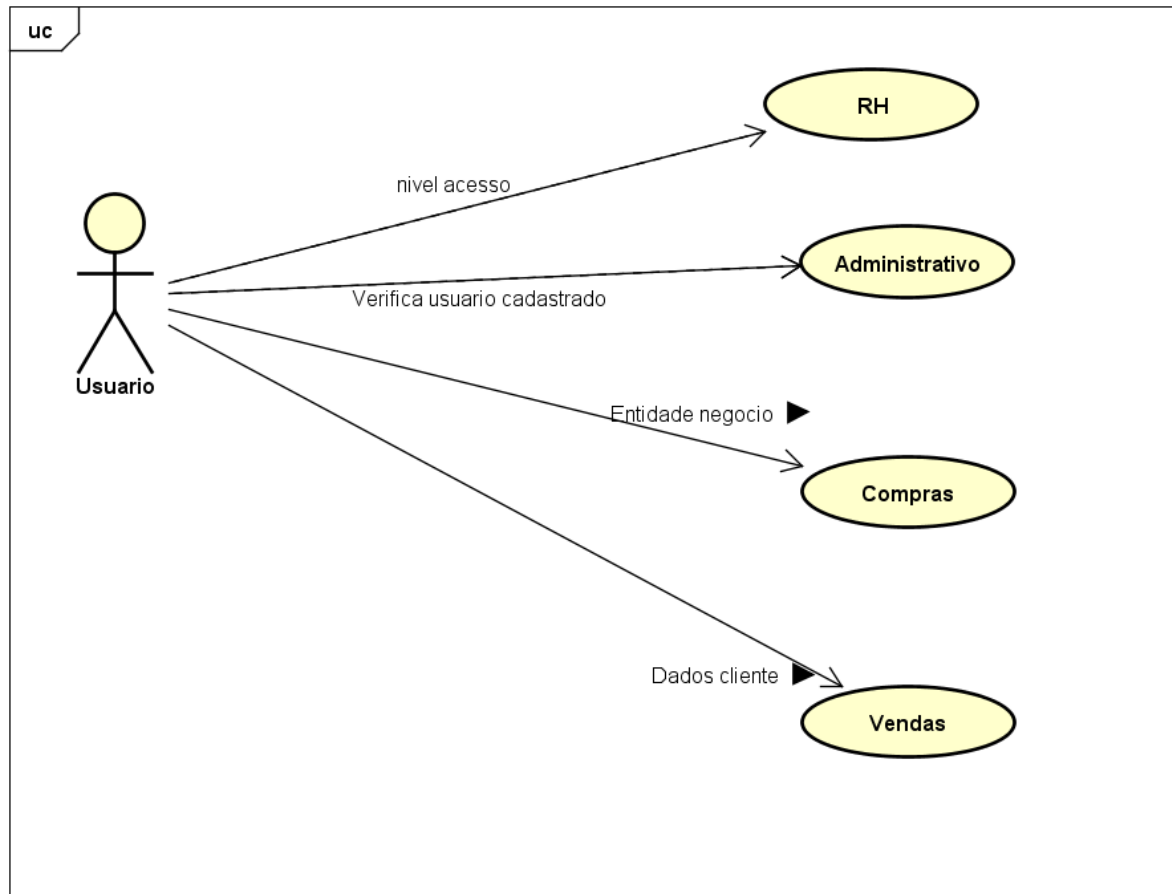 uc
RH
nivel acesso
Administrativo
Verifica usuario cadastrado
Usuario
Entidade negocio
Compras
Dados cliente
Vendas